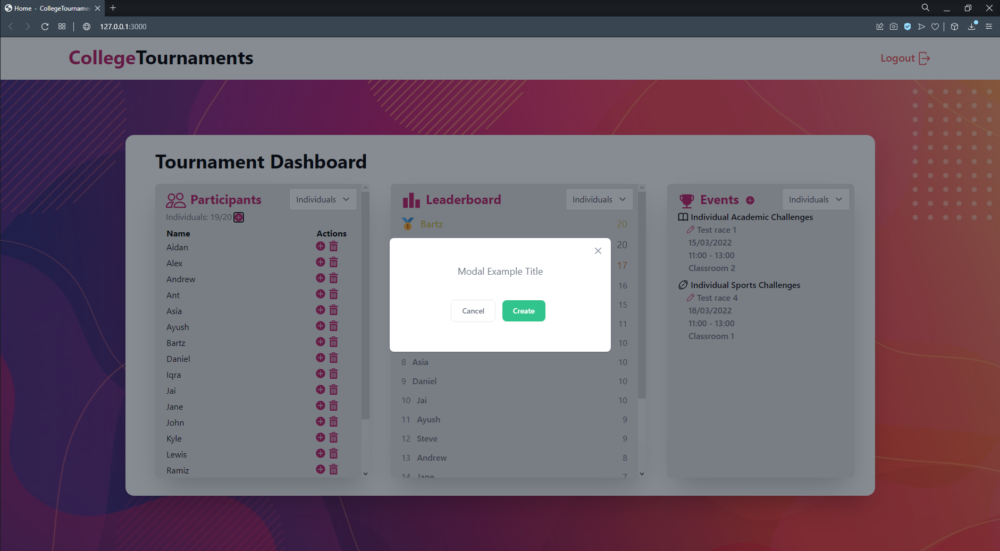 Home · CollegeTourname
127.0.0.1:3000
CollegeTournaments
Logout
Tournament Dashboard
Participants
Individuals
Individuals: 19/20
Name Actions
Aidan
Alex
Andrew
Ant
Asia
Ayush
Bartz
Daniel
Iqra
Jai
Jane
John
Kyle
Lewis
Ramiz
Leaderboard
Individuals
1 Bartz 20
20
17
16
15
11
10
8 Asia 10
9 Daniel 10
10 Jai 10
11 Ayush 9
12 Steve 9
13 Andrew 8
14 Jane 7
Modal Example Title
Cancel Create
Events
Individuals
Individual Academic Challenges
Test race 1
15/03/2022
11:00 - 13:00
Classroom 2
Individual Sports Challenges
Test race 4
18/03/2022
11:00 - 13:00
Classroom 1